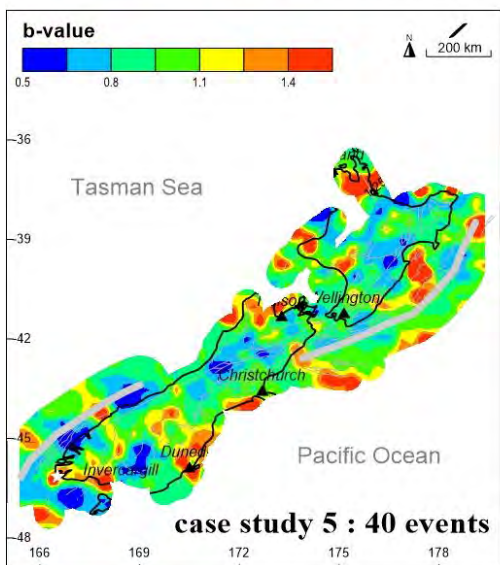 b-value
0.5 0.8 1.1 1.4
N
200 km
-36
Tasman Sea
-39
Wellington
-42
Christchurch
-45
Duned
Invercargill
Pacific Ocean
case study 5 : 40 events
-48
166 169 172 175 178